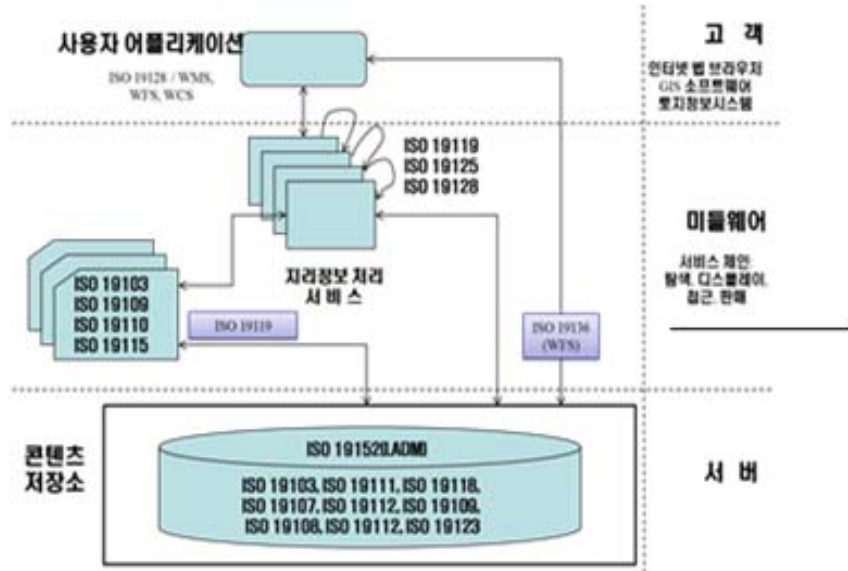 사용자 어플리케이션
ISO 19128 / WMS,
WFS, WCS
고 객
인터넷 웹 브라우저
GIS 소프트웨어
토지정보시스템
ISO 19119
ISO 19125
ISO 19128
미들웨어
서비스 체인:
탐색, 디스플레이,
접근, 판매
지리정보 처리
서 비 스
ISO 19103
ISO 19109
ISO 19110
ISO 19115
ISO 19119
ISO 19136
(WFS)
콘텐츠
저장소
ISO 19152(LADM)
ISO 19103, ISO 19111, ISO 19118,
ISO 19107, ISO 19112, ISO 19109,
ISO 19108, ISO 19112, ISO 19123
서 버